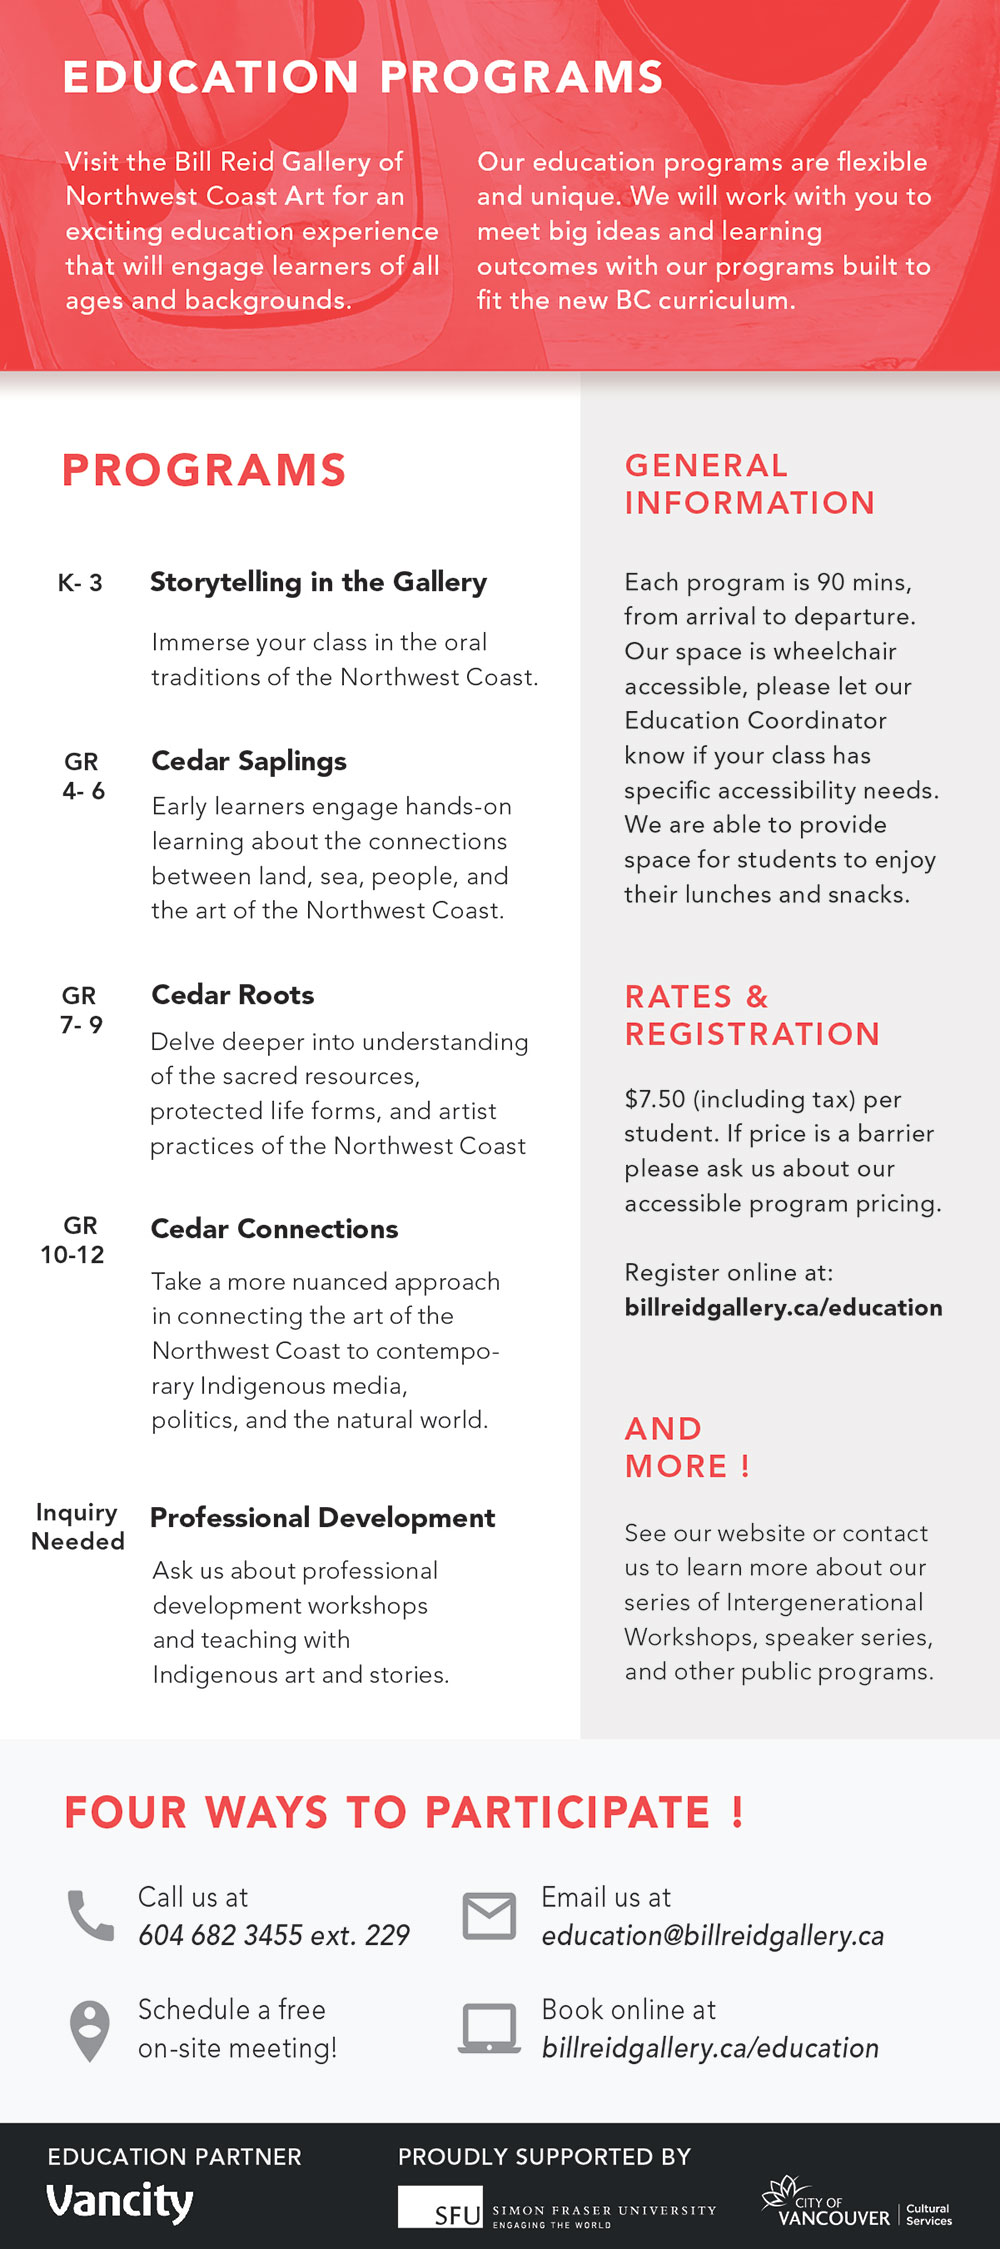 EDUCATION PROGRAMS
Visit the Bill Reid Gallery of
Northwest Coast Art for an
exciting education experience
that will engage learners of all
ages and backgrounds.
Our education programs are flexible
and unique. We will work with you to
meet big ideas and learning
outcomes with our programs built to
fit the new BC curriculum.
PROGRAMS
K- 3
Storytelling in the Gallery
Immerse your class in the oral
traditions of the Northwest Coast.
GR
4- 6
Cedar Saplings
Early learners engage hands-on
learning about the connections
between land, sea, people, and
the art of the Northwest Coast.
GR
7- 9
Cedar Roots
Delve deeper into understanding
of the sacred resources,
protected life forms, and artist
practices of the Northwest Coast
GR
10-12
Cedar Connections
Take a more nuanced approach
in connecting the art of the
Northwest Coast to contempo-
rary Indigenous media,
politics, and the natural world.
Inquiry
Needed
Professional Development
Ask us about professional
development workshops
and teaching with
Indigenous art and stories.
GENERAL
INFORMATION
Each program is 90 mins,
from arrival to departure.
Our space is wheelchair
accessible, please let our
Education Coordinator
know if your class has
specific accessibility needs.
We are able to provide
space for students to enjoy
their lunches and snacks.
RATES &
REGISTRATION
$7.50 (including tax) per
student. If price is a barrier
please ask us about our
accessible program pricing.
Register online at:
billreidgallery.ca/education
AND
MORE !
See our website or contact
us to learn more about our
series of Intergenerational
Workshops, speaker series,
and other public programs.
FOUR WAYS TO PARTICIPATE !
Call us at
604 682 3455 ext. 229
Email us at
education@billreidgallery.ca
Schedule a free
on-site meeting!
Book online at
billreidgallery.ca/education
EDUCATION PARTNER
Vancity
PROUDLY SUPPORTED BY
SFU
SIMON FRASER UNIVERSITY
ENGAGING THE WORLD
CITY OF
VANCOUVER
Cultural
Services